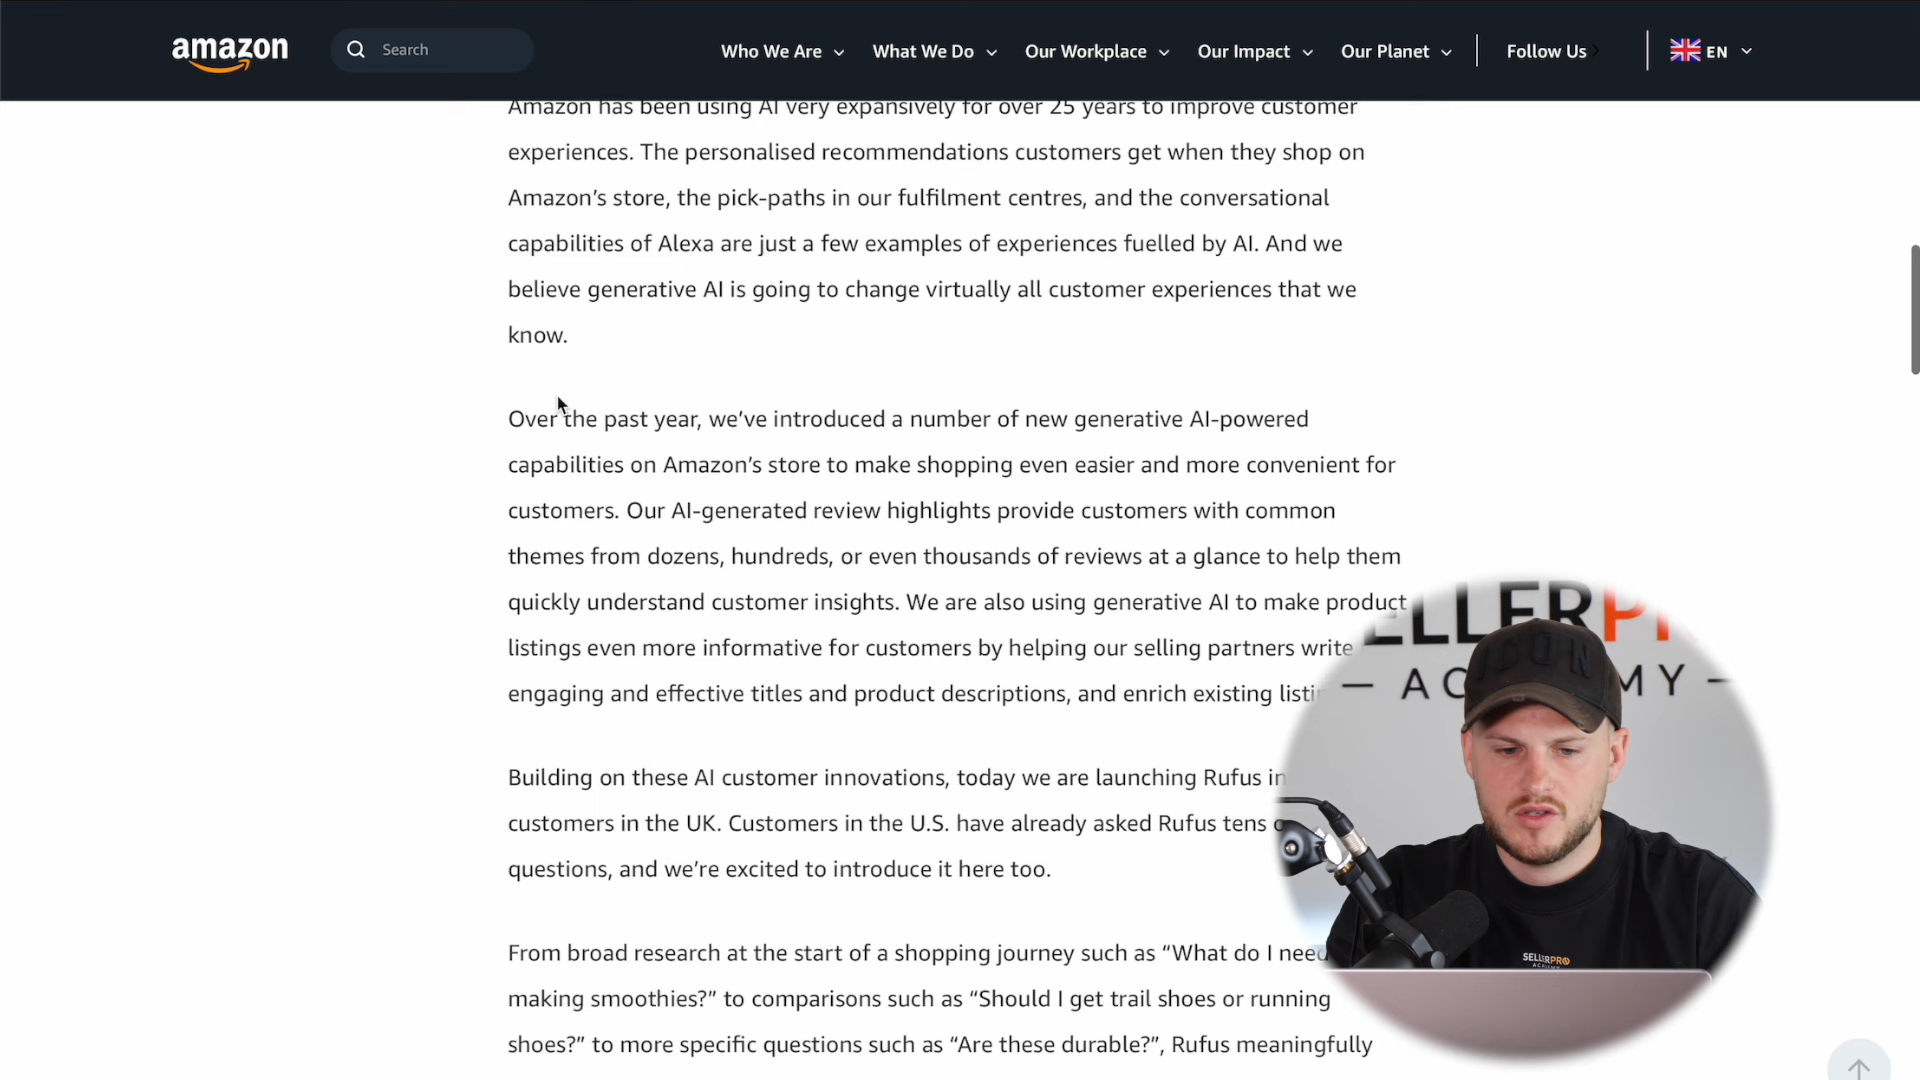 amazon
Search
Who We Are
What We Do
Our Workplace
Our Impact
Our Planet
Follow Us
EN
Amazon has been using AI very expansively for over 25 years to improve customer
experiences. The personalised recommendations customers get when they shop on
Amazon’s store, the pick-paths in our fulfilment centres, and the conversational
capabilities of Alexa are just a few examples of experiences fuelled by AI. And we
believe generative AI is going to change virtually all customer experiences that we
know.
Over the past year, we’ve introduced a number of new generative AI-powered
capabilities on Amazon’s store to make shopping even easier and more convenient for
customers. Our AI-generated review highlights provide customers with common
themes from dozens, hundreds, or even thousands of reviews at a glance to help them
quickly understand customer insights. We are also using generative AI to make product
listings even more informative for customers by helping our selling partners write
engaging and effective titles and product descriptions, and enrich existing
Building on these AI customer innovations, today we are launching Rufus in
customers in the UK. Customers in the U.S. have already asked Rufus tens
questions, and we’re excited to introduce it here too.
From broad research at the start of a shopping journey such as “What do I need
making smoothies?” to comparisons such as “Should I get trail shoes or running
shoes?” to more specific questions such as “Are these durable?”, Rufus meaningfully
ICON
SELLERPRO
ACADEMY